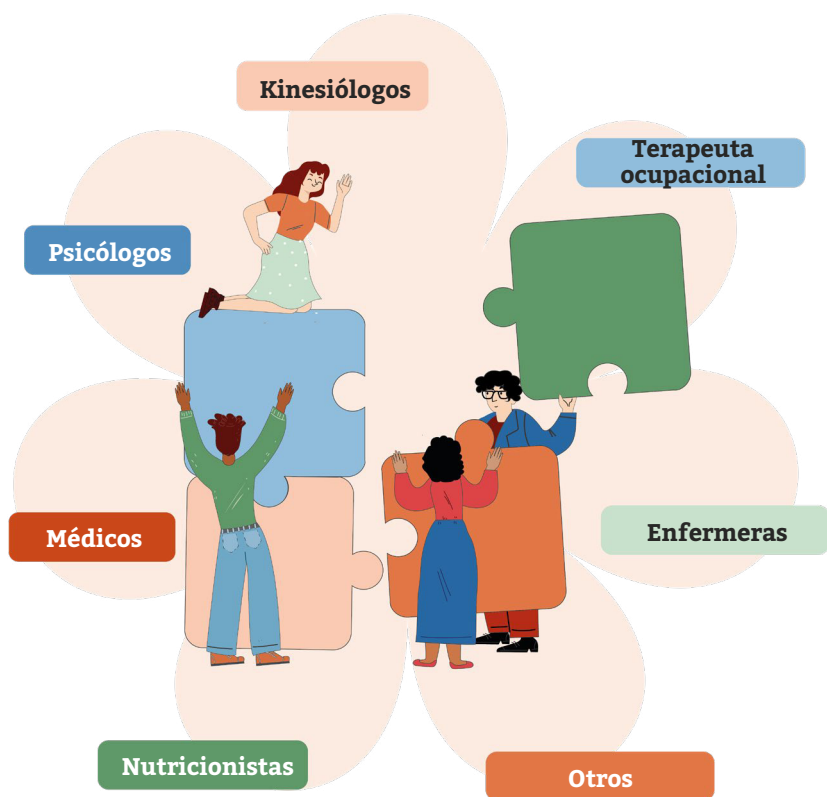 Kinesiólogos
Terapeuta
ocupacional
Psicólogos
Médicos
Enfermeras
Nutricionistas
Otros